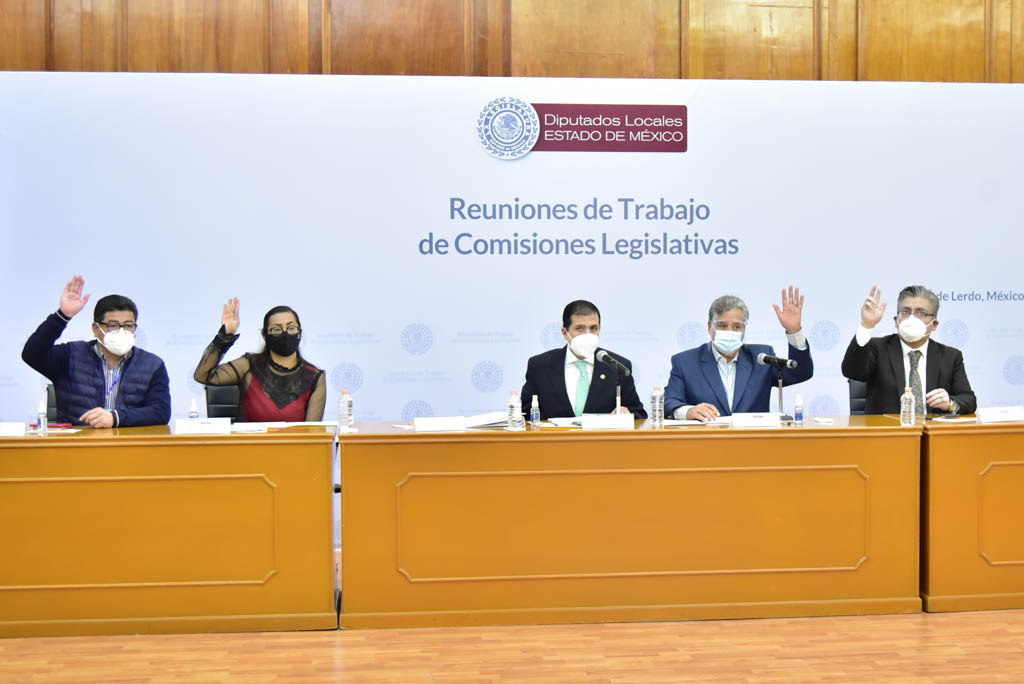 Diputados Locales
ESTADO DE MÉXICO
Reuniones de Trabajo
de Comisiones Legislativas
de Lerdo, México